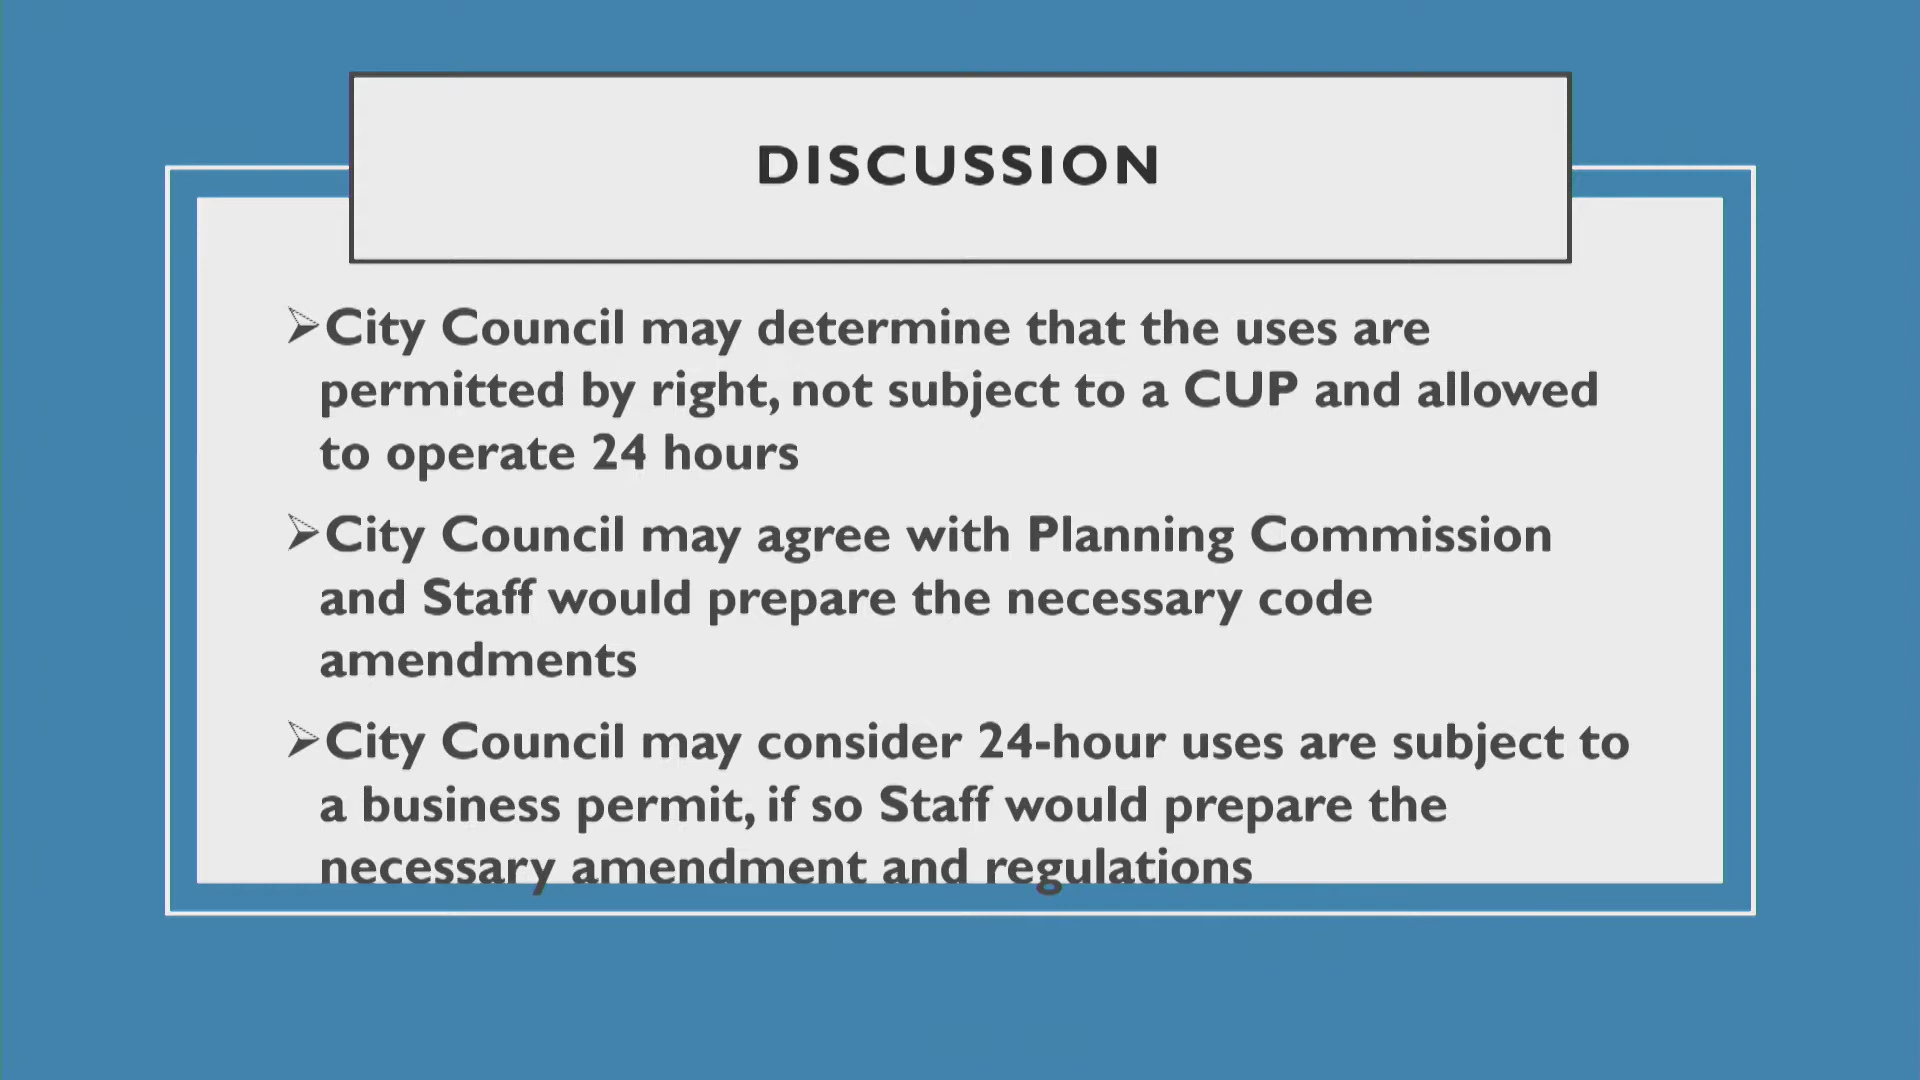 DISCUSSION
➢City Council may determine that the uses are
permitted by right, not subject to a CUP and allowed
to operate 24 hours
➢City Council may agree with Planning Commission
and Staff would prepare the necessary code
amendments
➢City Council may consider 24-hour uses are subject to
a business permit, if so Staff would prepare the
necessary amendment and regulations